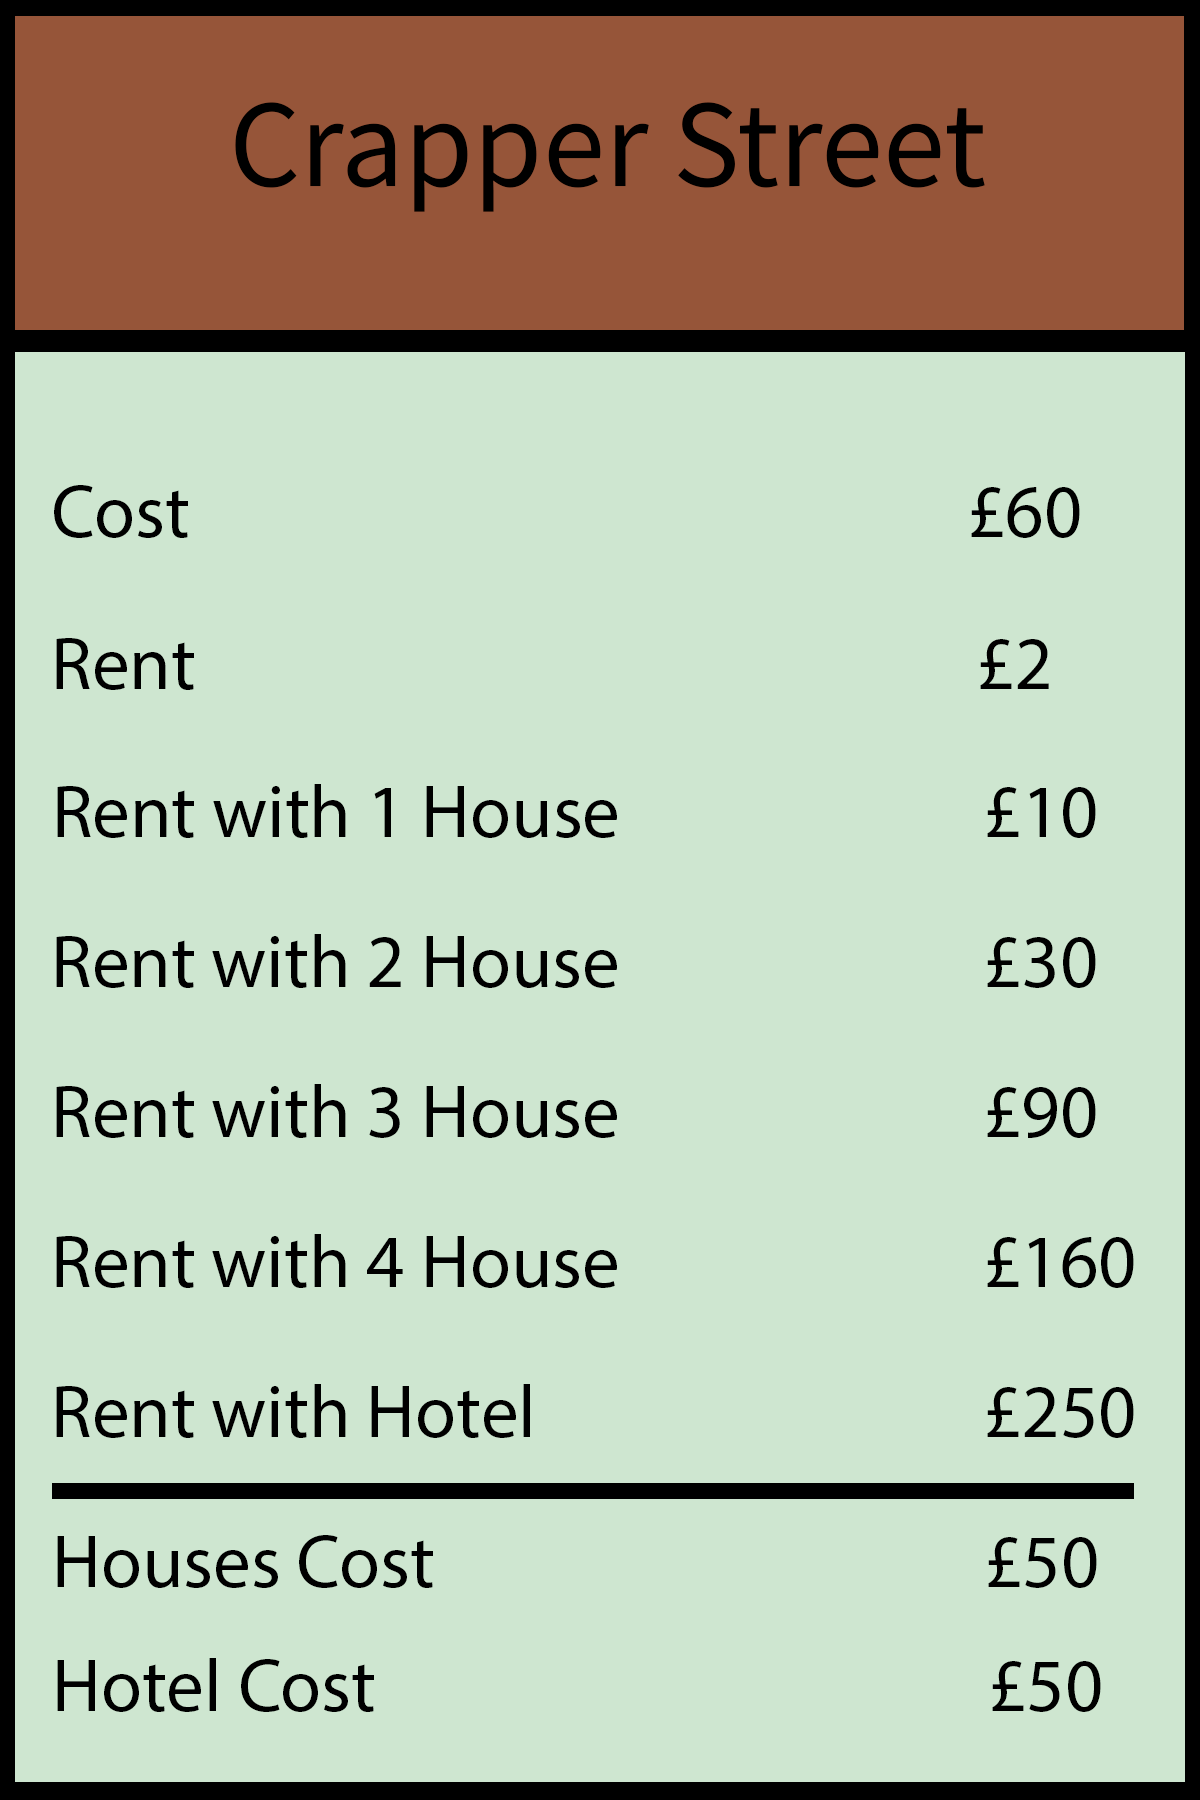 Crapper Street
Cost £60
Rent £2
Rent with 1 House £10
Rent with 2 House £30
Rent with 3 House £90
Rent with 4 House £160
Rent with Hotel £250
Houses Cost £50
Hotel Cost £50